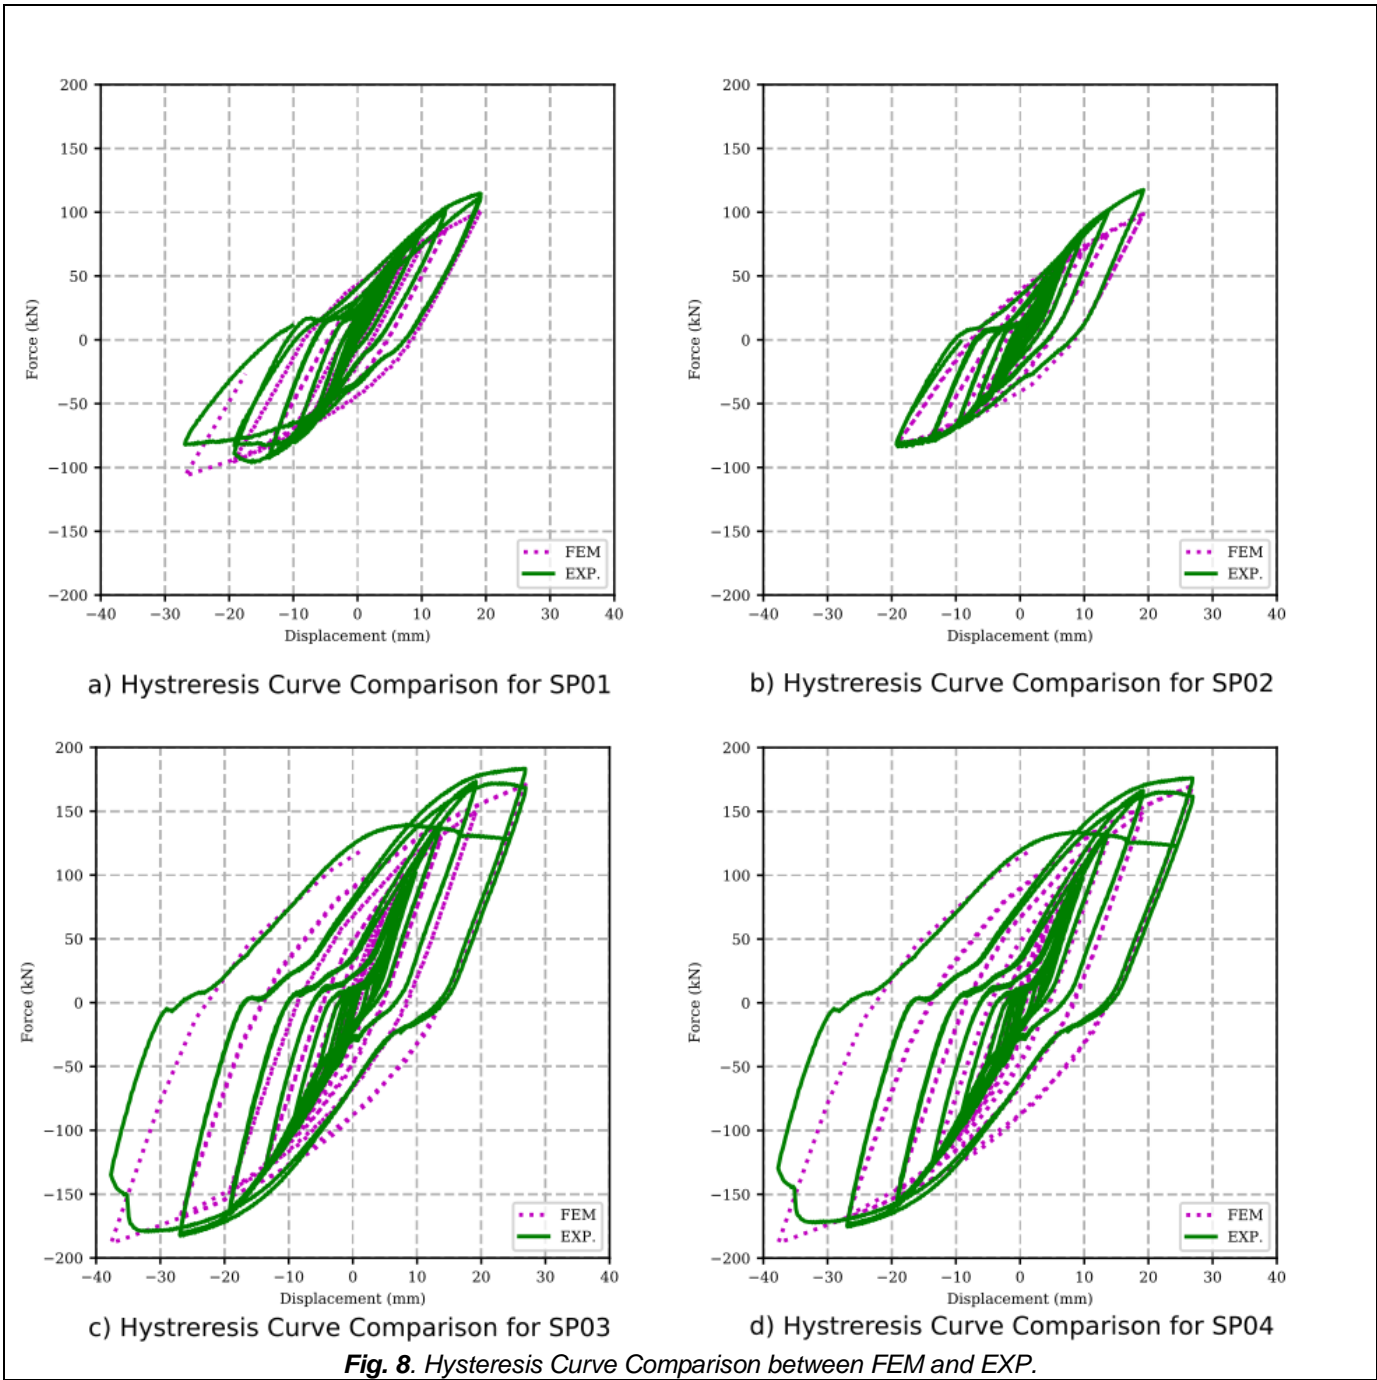 200
150
100
50
0
−50
−100
−150
−200
Force (kN)
−40 −30 −20 −10 0 10 20 30 40
Displacement (mm)
FEM
EXP.
a) Hystreresis Curve Comparison for SP01
200
150
100
50
0
−50
−100
−150
−200
Force (kN)
−40 −30 −20 −10 0 10 20 30 40
Displacement (mm)
FEM
EXP.
b) Hystreresis Curve Comparison for SP02
200
150
100
50
0
−50
−100
−150
−200
Force (kN)
−40 −30 −20 −10 0 10 20 30 40
Displacement (mm)
FEM
EXP.
c) Hystreresis Curve Comparison for SP03
200
150
100
50
0
−50
−100
−150
−200
Force (kN)
−40 −30 −20 −10 0 10 20 30 40
Displacement (mm)
FEM
EXP.
d) Hystreresis Curve Comparison for SP04
Fig. 8. Hysteresis Curve Comparison between FEM and EXP.